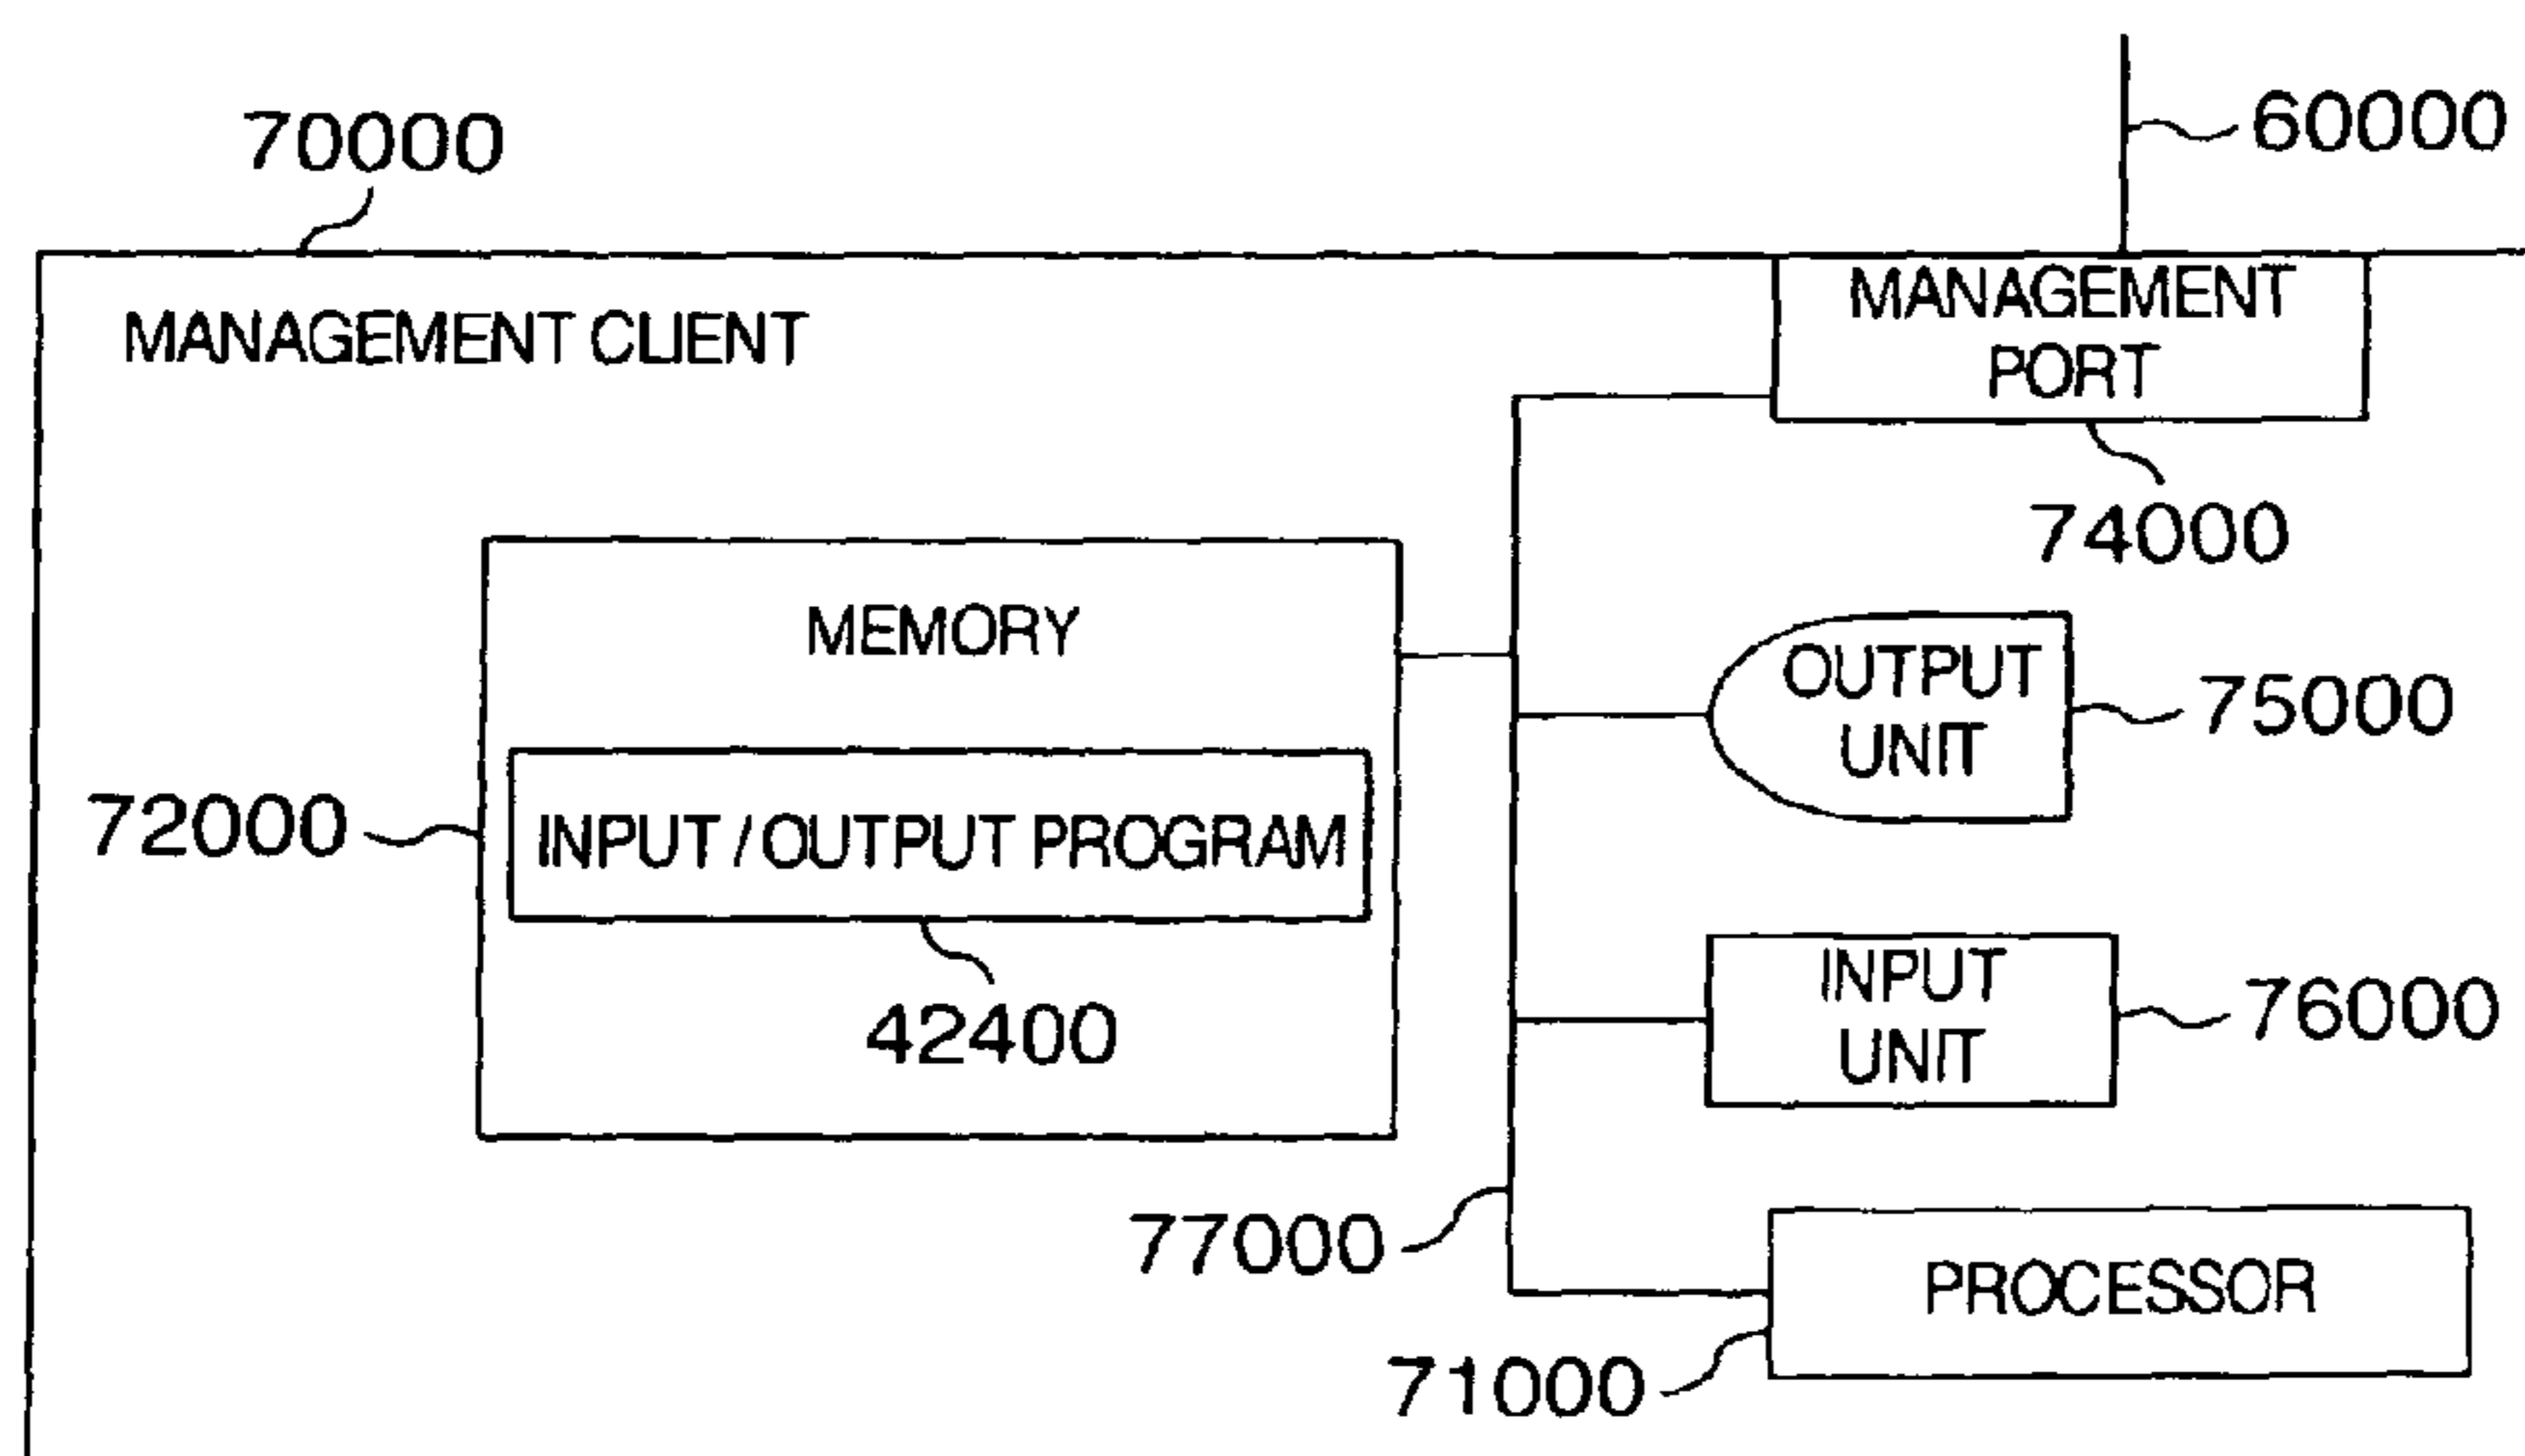 70000
60000
MANAGEMENT CLIENT
MANAGEMENT
PORT
74000
MEMORY
OUTPUT
UNIT
75000
72000
INPUT / OUTPUT PROGRAM
42400
INPUT
UNIT
76000
77000
PROCESSOR
71000